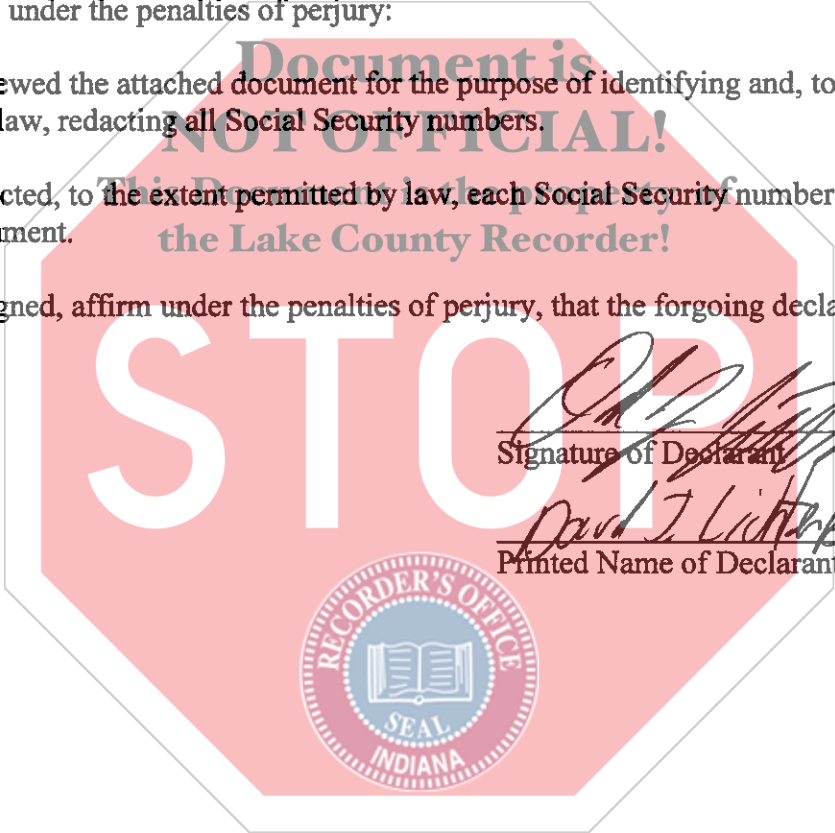 under the penalties of perjury:
Document is
ewed the attached document for the purpose of identifying and, to
law, redacting all Social Security numbers.
NOT OFFICIAL!
cted, to the extent permitted by law, each Social Security number
This Document is the property of
ment.
the Lake County Recorder!
gned, affirm under the penalties of perjury, that the forgoing decla
STOP
Signature of Declarant
David J. 
Printed Name of Declarant
RECORDER'S OFFICE
SEAL
INDIANA